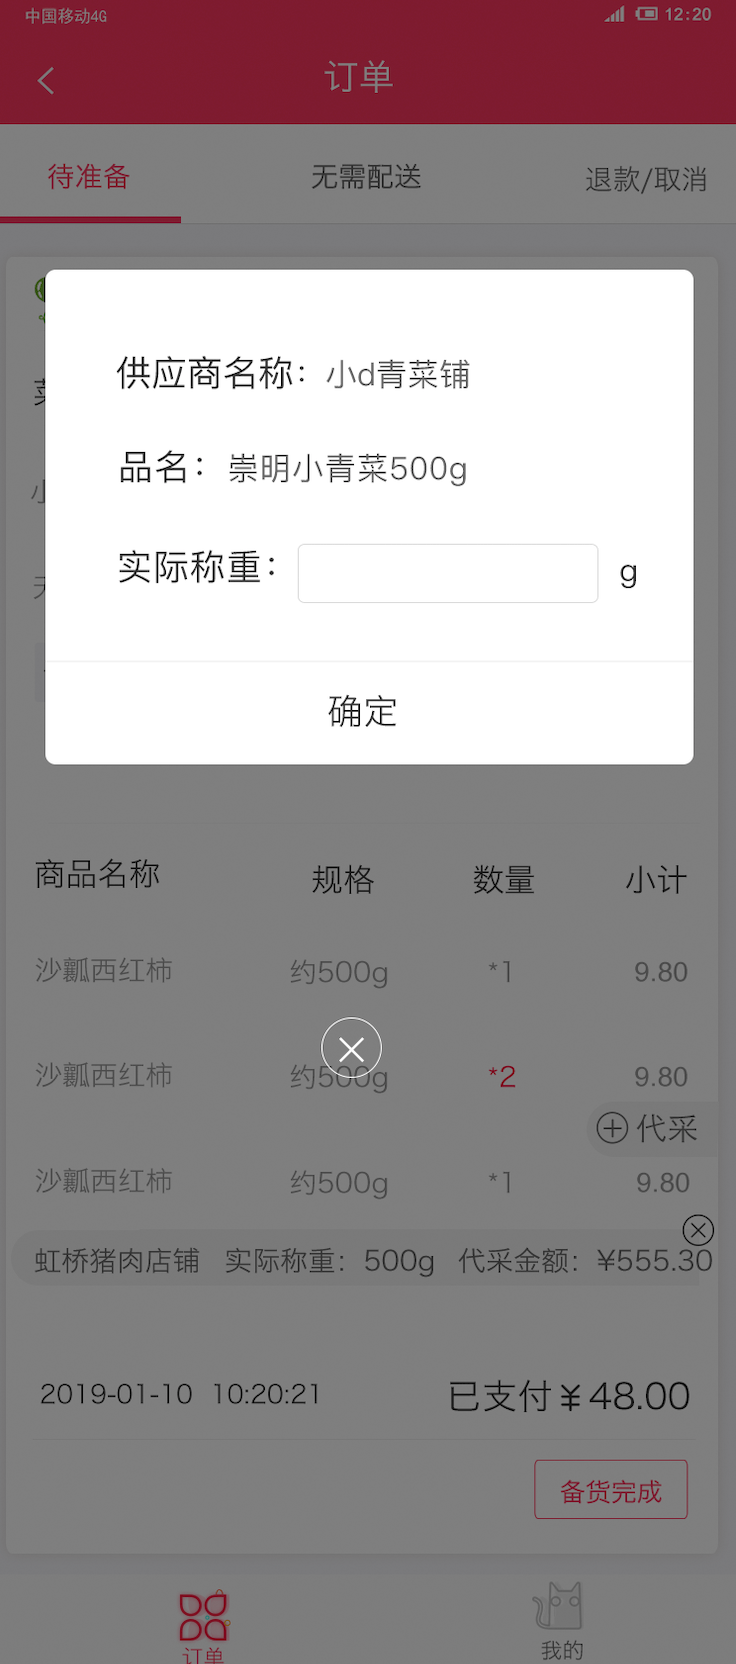 中国移动4G 12:20
订单
待准备 无需配送 退款/取消
供应商名称：小d青菜铺
品名：崇明小青菜500g
实际称重： g
确定
商品名称 规格 数量 小计
沙瓤西红柿 约500g *1 9.80
沙瓤西红柿 约500g *2 9.80
代采
沙瓤西红柿 约500g *1 9.80
虹桥猪肉店铺 实际称重：500g 代采金额：¥555.30
2019-01-10 10:20:21 已支付¥48.00
备货完成
订单 我的